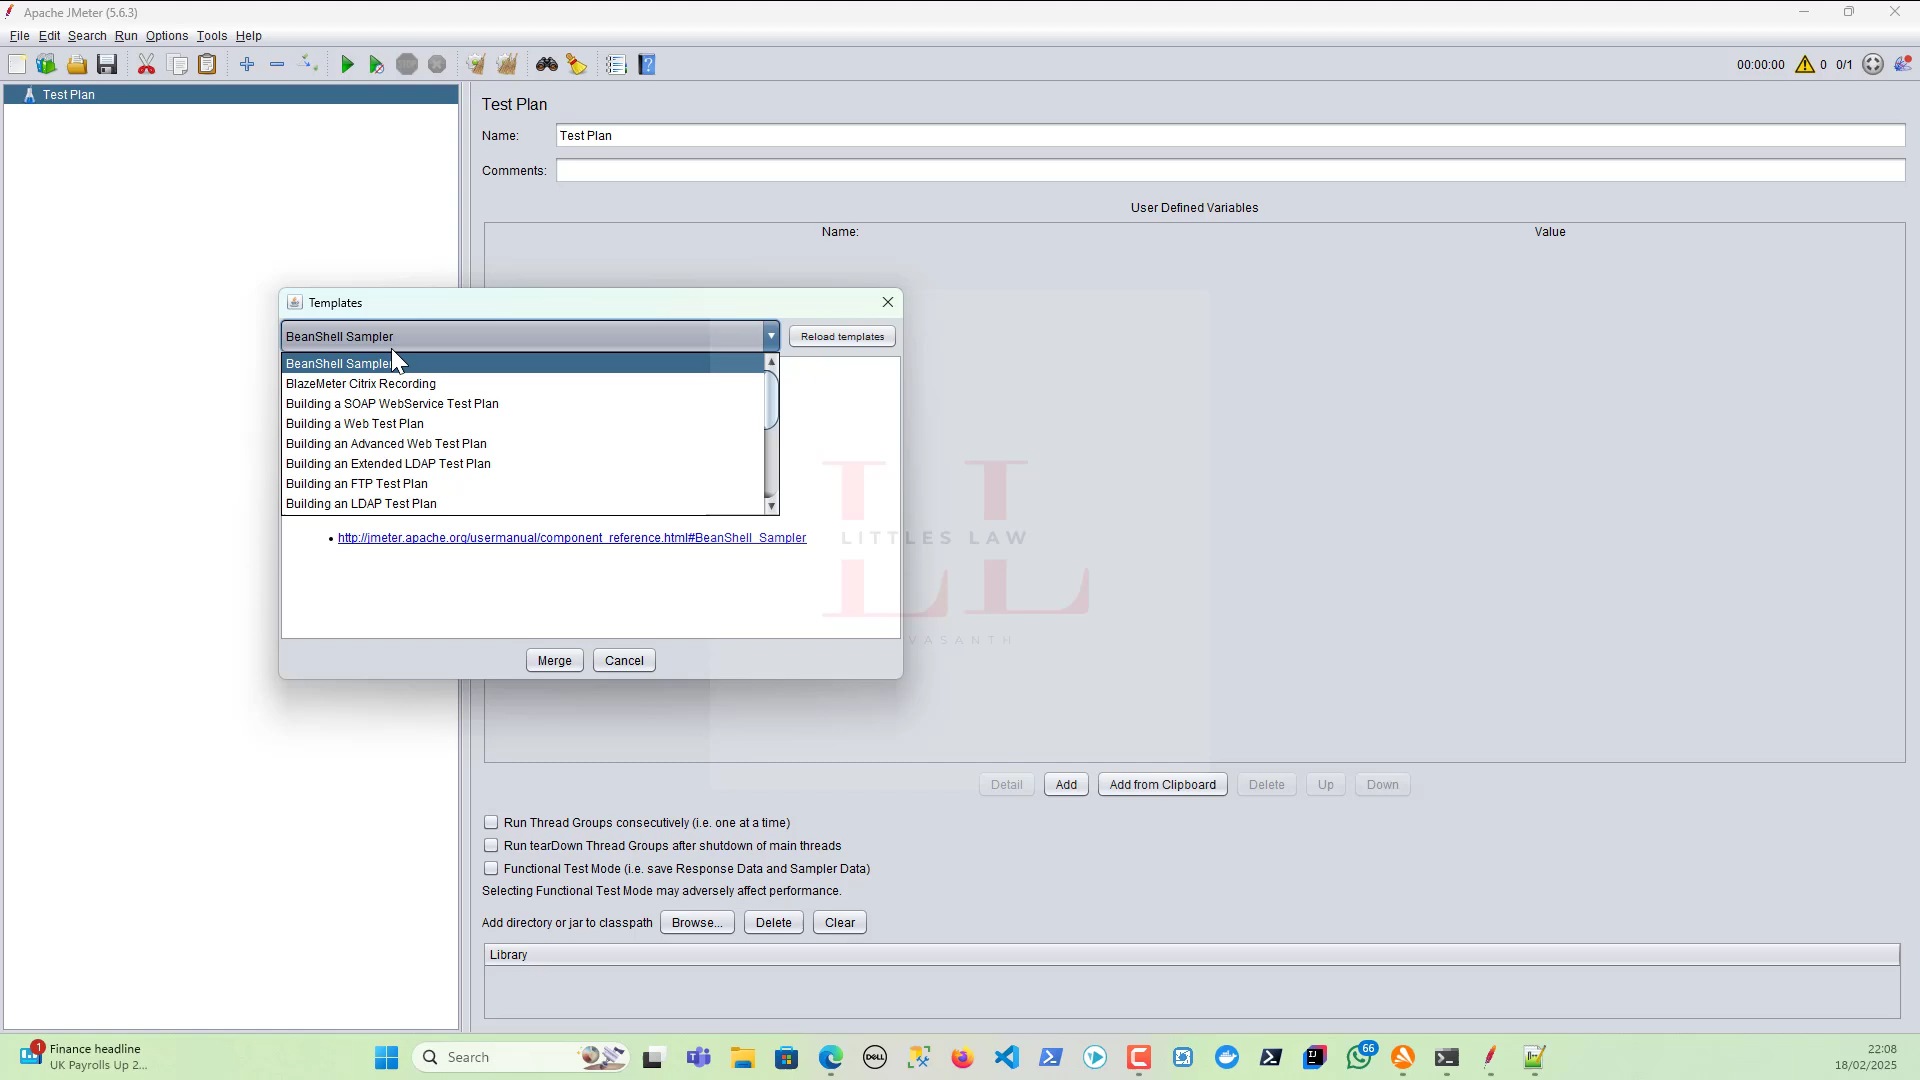 Apache JMeter (5.6.3)
File Edit Search Run Options Tools Help
STOP
00:00:00 0 0/1
Test Plan
Test Plan
Name: Test Plan
Comments:
User Defined Variables
Name: Value
Templates
BeanShell Sampler
Reload templates
BeanShell Sampler
BlazeMeter Citrix Recording
Building a SOAP WebService Test Plan
Building a Web Test Plan
Building an Advanced Web Test Plan
Building an Extended LDAP Test Plan
Building an FTP Test Plan
Building an LDAP Test Plan
• http://jmeter.apache.org/usermanual/component_reference.html#BeanShell_Sampler
LITTLES LAW
LL
VASANTH
Merge Cancel
Detail Add Add from Clipboard Delete Up Down
Run Thread Groups consecutively (i.e. one at a time)
Run tearDown Thread Groups after shutdown of main threads
Functional Test Mode (i.e. save Response Data and Sampler Data)
Selecting Functional Test Mode may adversely affect performance.
Add directory or jar to classpath Browse... Delete Clear
Library
1 Finance headline
UK Payrolls Up 2...
Search
DELL
66
22:08
18/02/2025